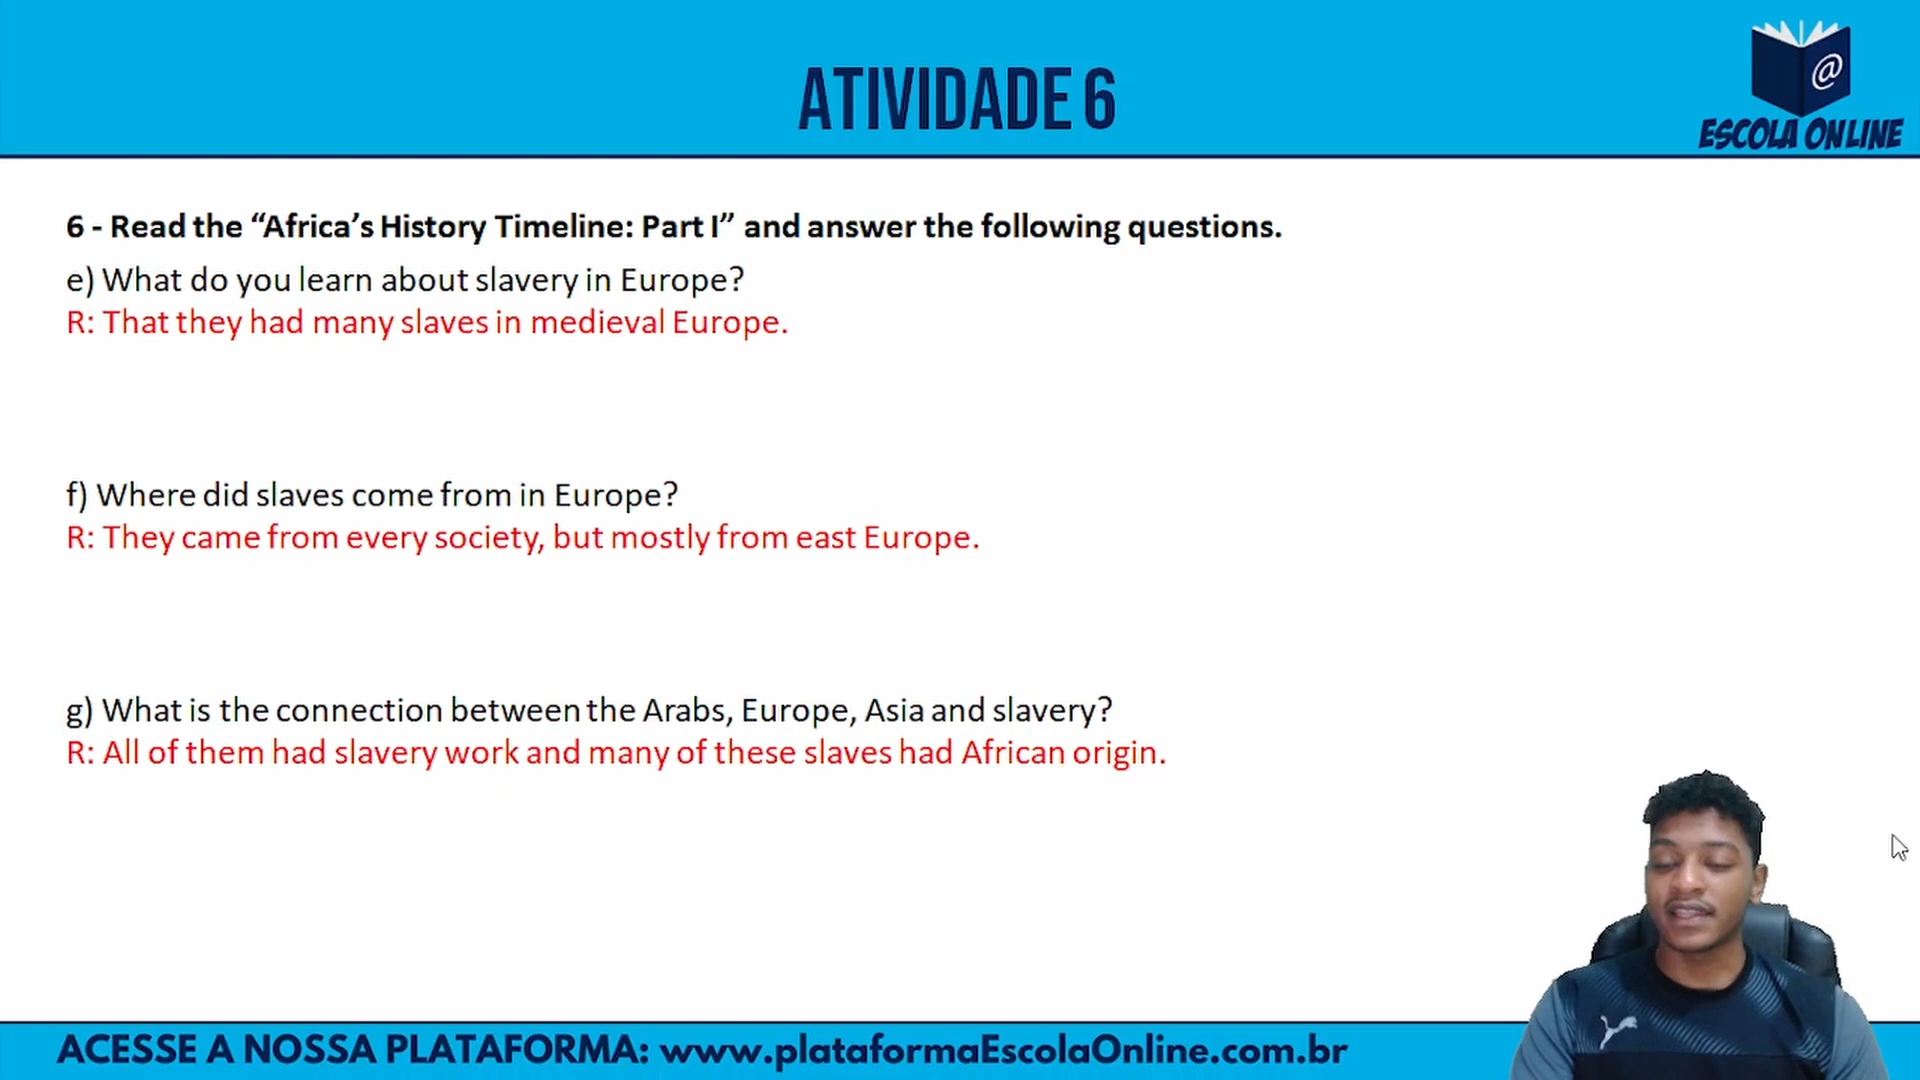 ATIVIDADE 6
@
ESCOLA ONLINE
6 - Read the “Africa’s History Timeline: Part I” and answer the following questions.
e) What do you learn about slavery in Europe?
R: That they had many slaves in medieval Europe.
f) Where did slaves come from in Europe?
R: They came from every society, but mostly from east Europe.
g) What is the connection between the Arabs, Europe, Asia and slavery?
R: All of them had slavery work and many of these slaves had African origin.
ACESSE A NOSSA PLATAFORMA: www.plataformaEscolaOnline.com.br